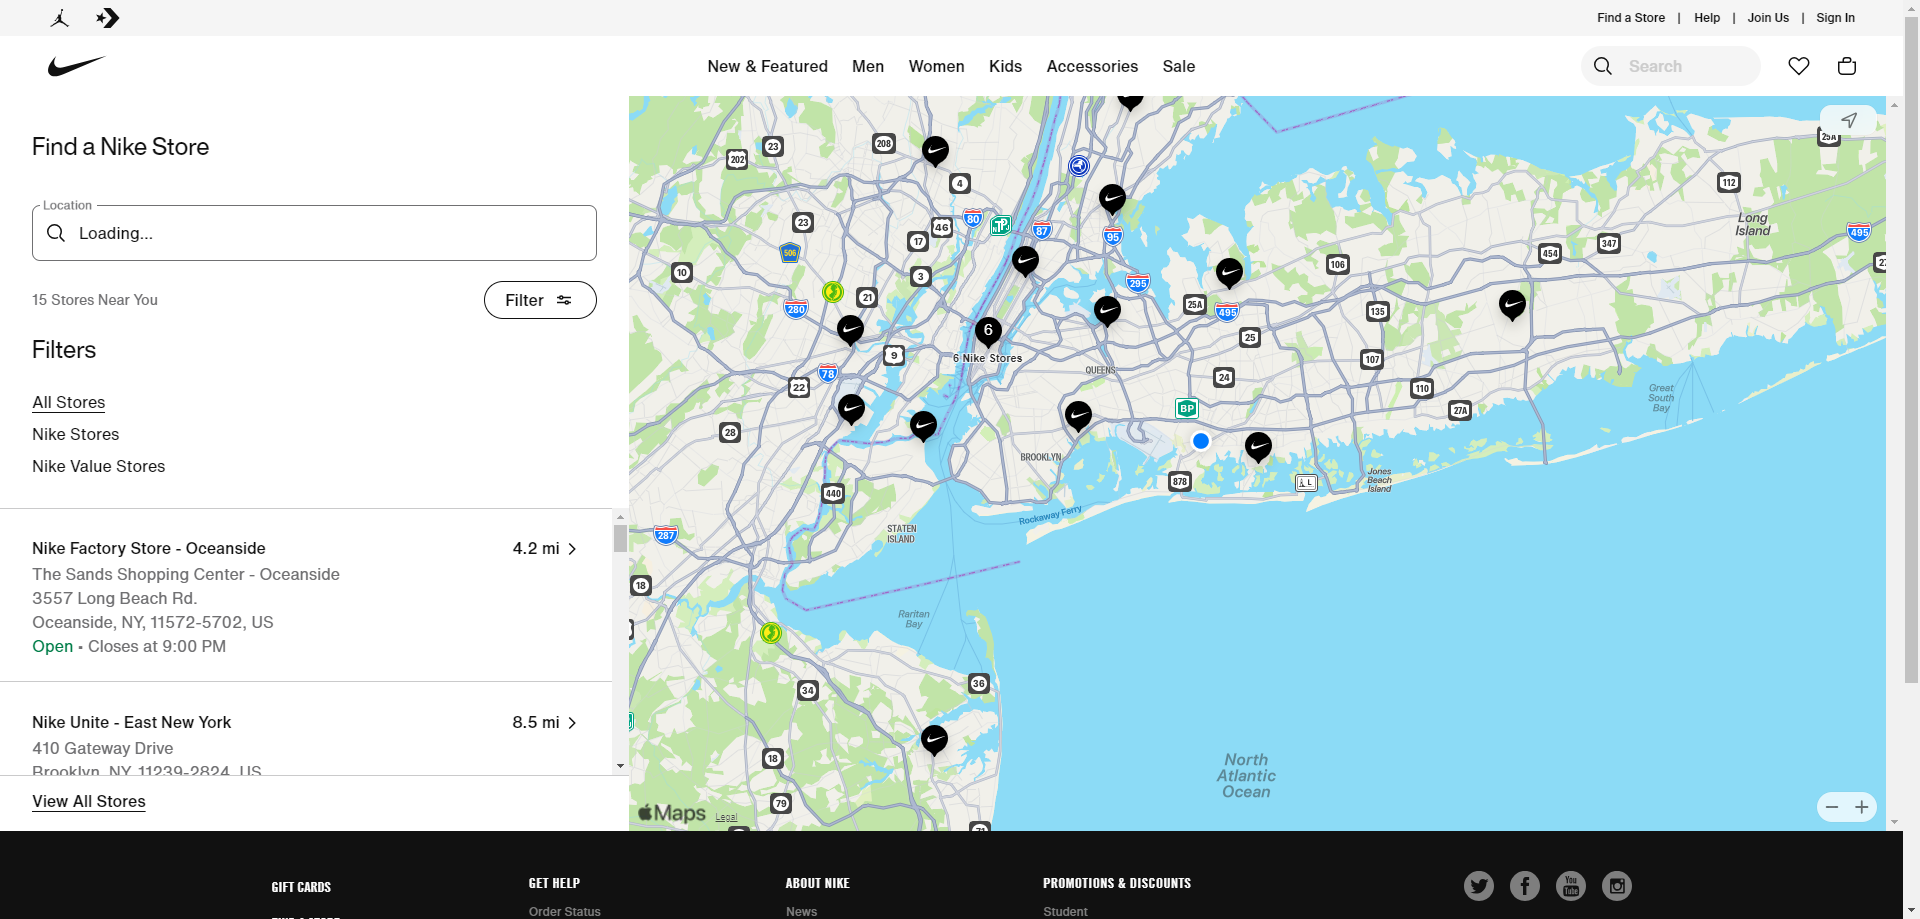 Find a Store | Help | Join Us | Sign In
New & Featured Men Women Kids Accessories Sale
Search
Find a Nike Store
Location
Loading...
15 Stores Near You
Filter
Filters
All Stores
Nike Stores
Nike Value Stores
Nike Factory Store - Oceanside
4.2 mi
The Sands Shopping Center - Oceanside
3557 Long Beach Rd.
Oceanside, NY, 11572-5702, US
Open • Closes at 9:00 PM
Nike Unite - East New York
8.5 mi
410 Gateway Drive
Brooklyn, NY, 11239-2824, US
View All Stores
25A
23
208
202
4
112
23
80
46
87
95
Long
Island
495
17
347
506
454
10
3
106
27
295
21
280
25A
495
135
6
25
9
6 Nike Stores
107
QUEENS
78
24
22
110
Great
South
Bay
BP
27A
28
BROOKLYN
878
L
Jones
Beach
Island
440
Rockaway Ferry
STATEN
ISLAND
287
18
Raritan
Bay
36
34
18
North
Atlantic
Ocean
79
Maps
Legal
71
GIFT CARDS
FIND A STORE
GET HELP
Order Status
ABOUT NIKE
News
PROMOTIONS & DISCOUNTS
Student
You
Tube